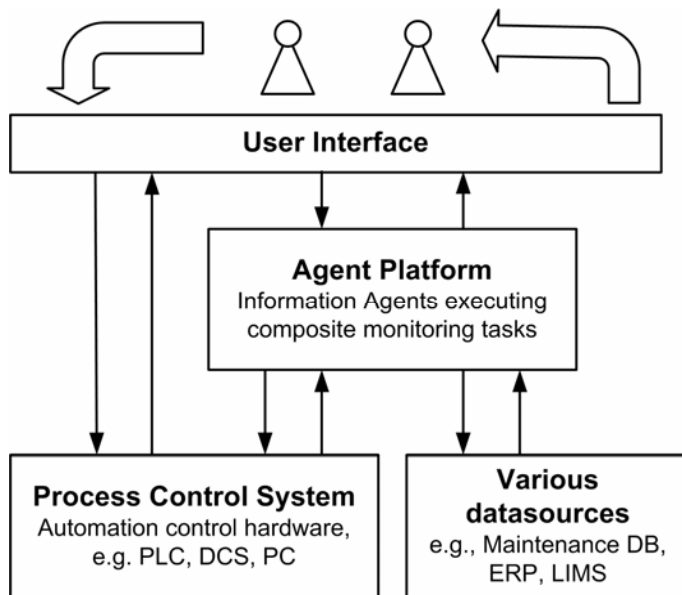 User Interface
Agent Platform
Information Agents executing
composite monitoring tasks
Process Control System
Automation control hardware,
e.g. PLC, DCS, PC
Various
datasources
e.g., Maintenance DB,
ERP, LIMS